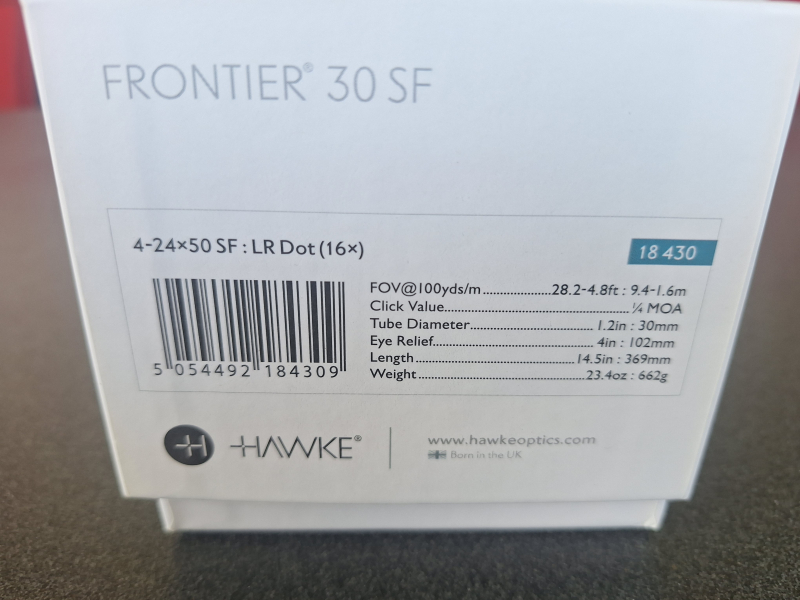 FRONTIER® 30 SF
4-24×50 SF : LR Dot (16×)
18 430
FOV@100yds/m....................28.2-4.8ft : 9.4-1.6m
Click Value....................¼ MOA
Tube Diameter....................1.2in : 30mm
Eye Relief....................4in : 102mm
Length....................14.5in : 369mm
Weight....................23.4oz : 662g
5 054492 184309
HAWKE®
www.hawkeoptics.com
Born in the UK